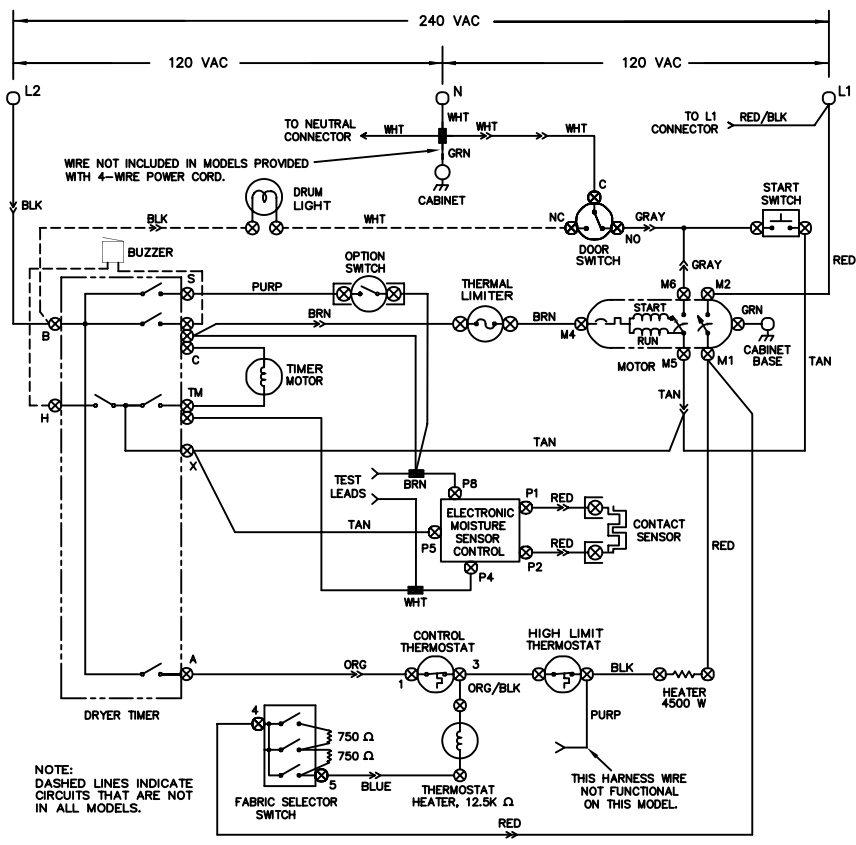 240 VAC
120 VAC
120 VAC
L2
N
L1
WHT
TO NEUTRAL
CONNECTOR
WHT
WHT
WHT
TO L1
CONNECTOR
RED/BLK
GRN
WIRE NOT INCLUDED IN MODELS PROVIDED
WITH 4-WIRE POWER CORD.
CABINET
DRUM
LIGHT
C
START
SWITCH
BLK
BLK
WHT
NC
GRAY
NO
DOOR
SWITCH
BUZZER
OPTION
SWITCH
GRAY
RED
S
PURP
THERMAL
LIMITER
M6
M2
BRN
BRN
START
GRN
B
M4
RUN
CABINET
BASE
C
TIMER
MOTOR
MOTOR
M5
M1
TAN
TM
TAN
H
TAN
X
TEST
LEADS
BRN
P8
P1
RED
ELECTRONIC
MOISTURE
SENSOR
CONTROL
CONTACT
SENSOR
TAN
P5
RED
RED
P2
P4
WHT
CONTROL
THERMOSTAT
HIGH LIMIT
THERMOSTAT
A
ORG
3
BLK
1
ORG/BLK
HEATER
4500 W
DRYER TIMER
4
PURP
750 Ω
750 Ω
5
BLUE
THERMOSTAT
HEATER, 12.5K Ω
THIS HARNESS WIRE
NOT FUNCTIONAL
ON THIS MODEL.
NOTE:
DASHED LINES INDICATE
CIRCUITS THAT ARE NOT
IN ALL MODELS.
FABRIC SELECTOR
SWITCH
RED